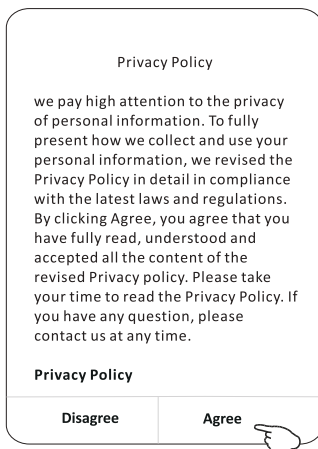 Privacy Policy
we pay high attention to the privacy
of personal information. To fully
present how we collect and use your
personal information, we revised the
Privacy Policy in detail in compliance
with the latest laws and regulations.
By clicking Agree, you agree that you
have fully read, understood and
accepted all the content of the
revised Privacy policy. Please take
your time to read the Privacy Policy. If
you have any question, please
contact us at any time.
Privacy Policy
Disagree Agree